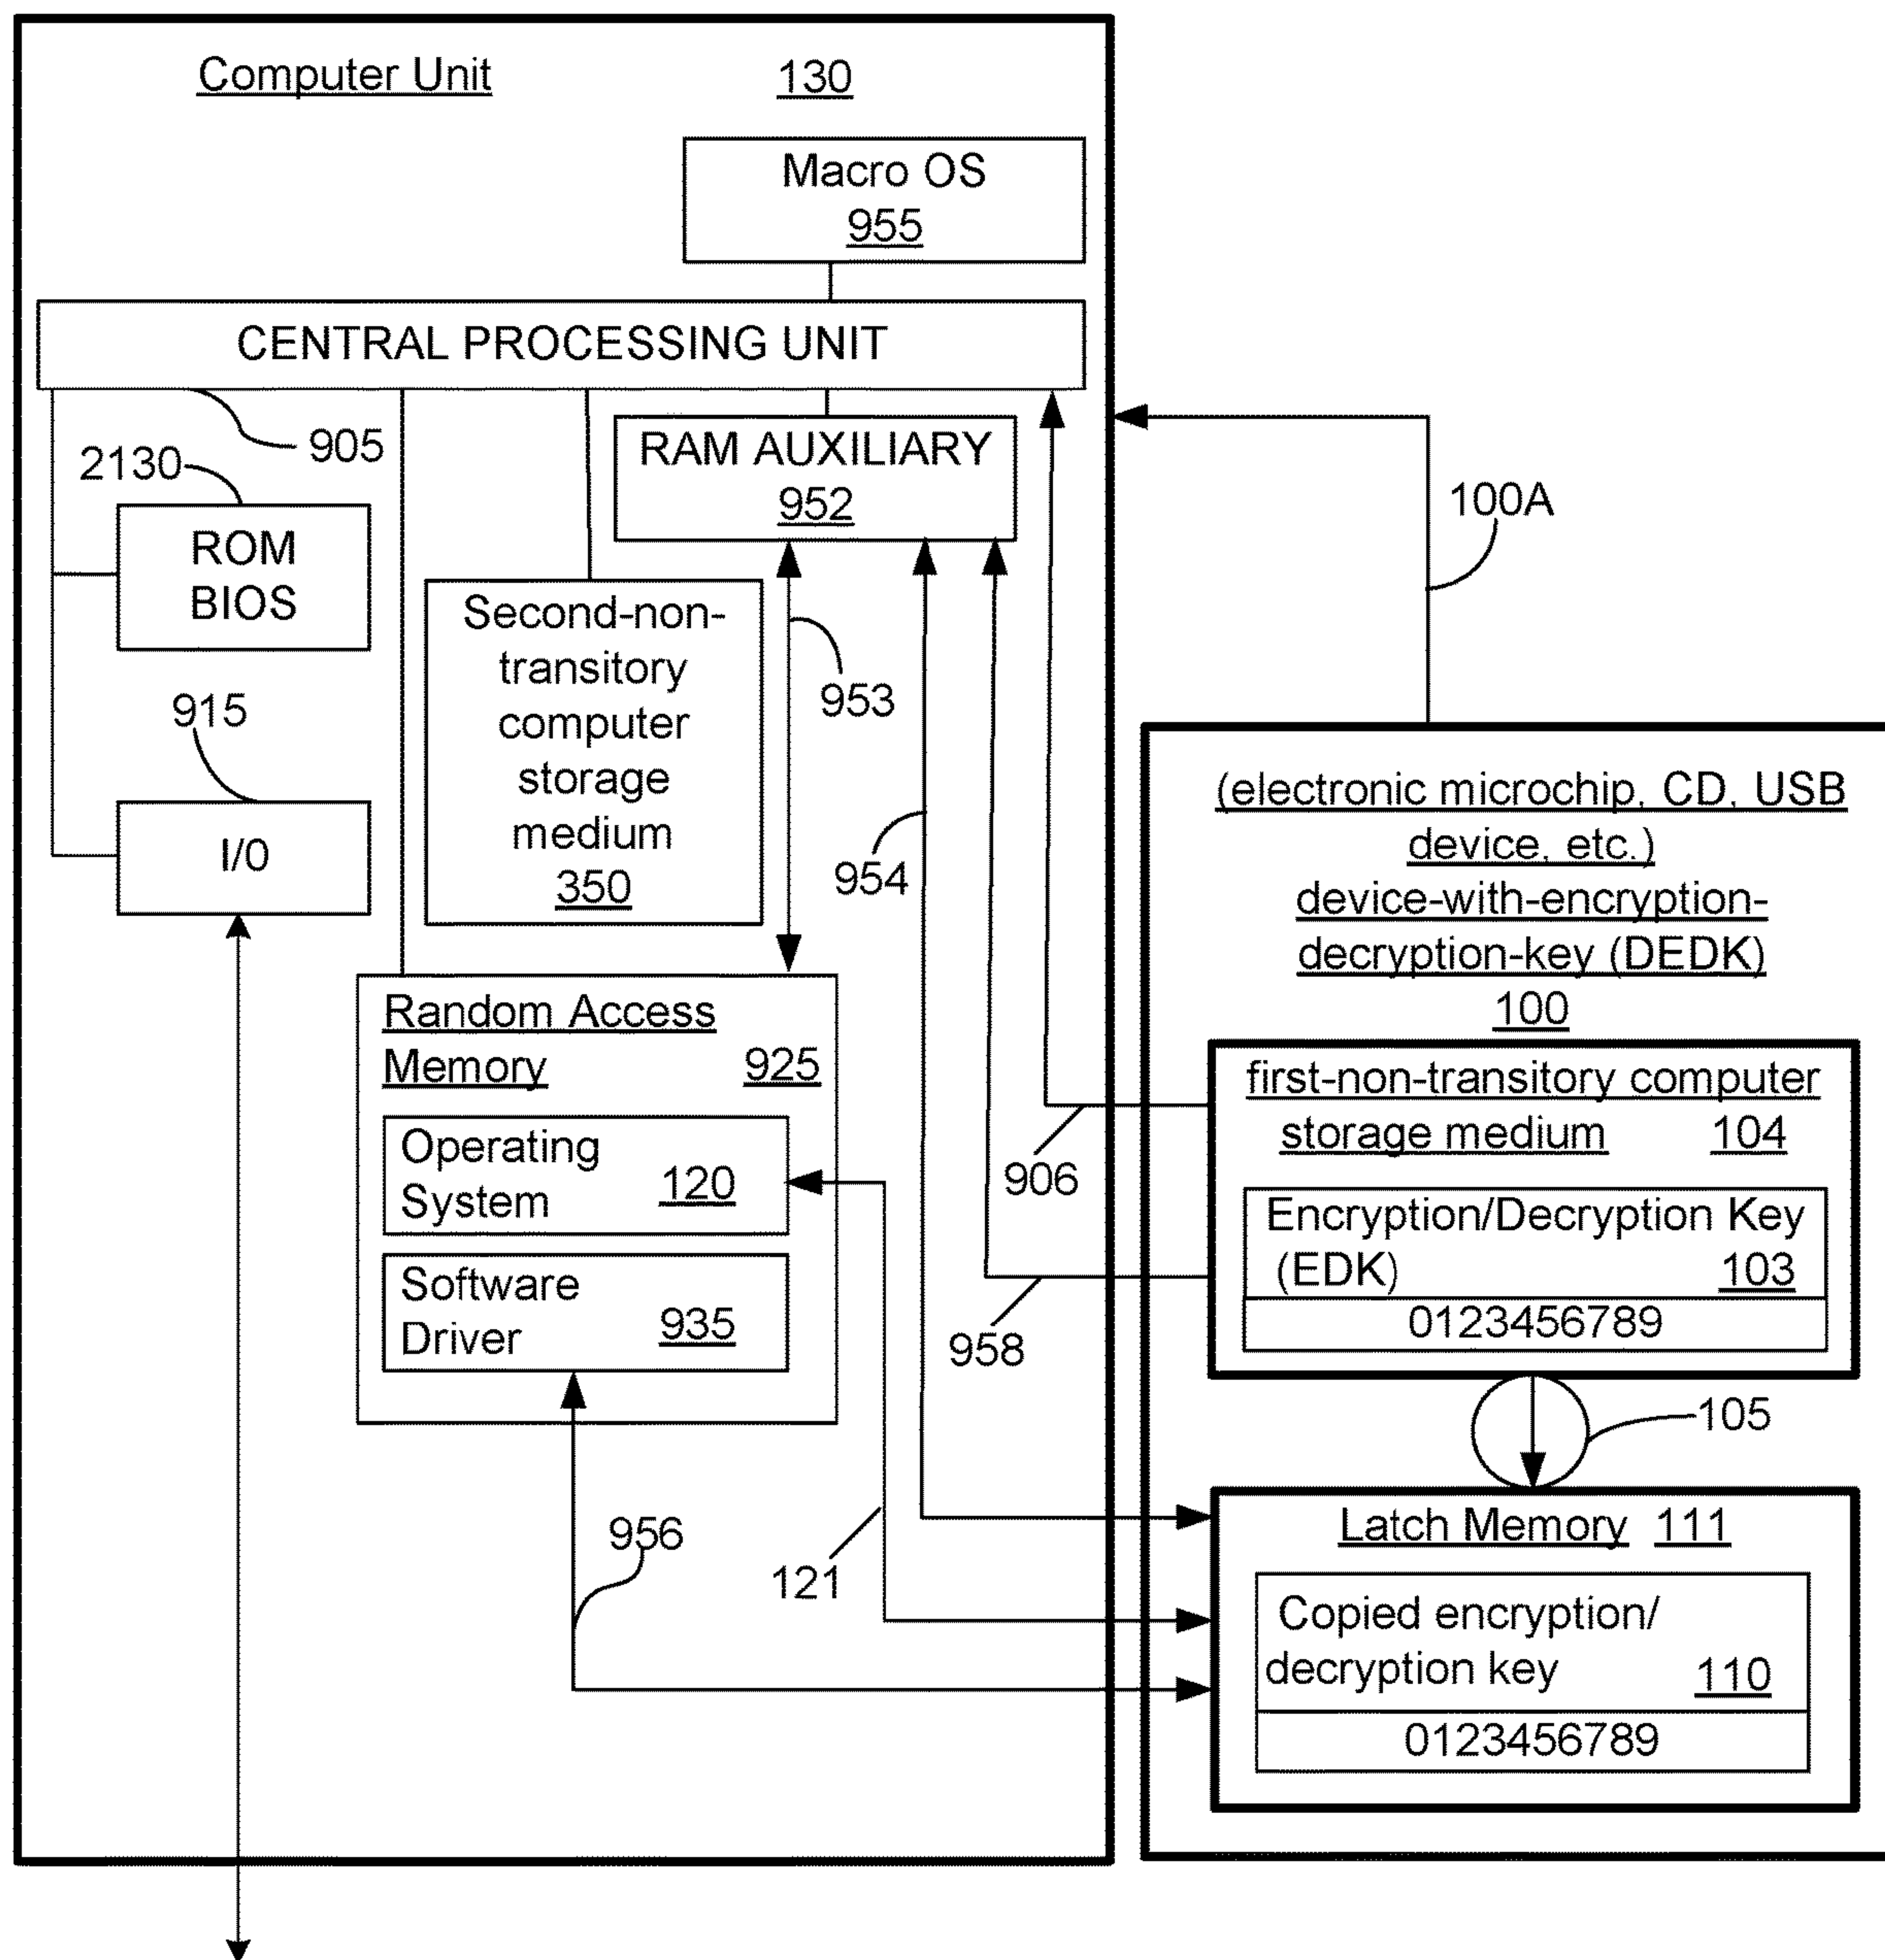 Computer Unit 130
Macro OS
955
CENTRAL PROCESSING UNIT
905
2130
RAM AUXILIARY
952
100A
ROM
BIOS
Second-non-
transitory
computer
storage
medium
350
953
915
I/0
954
(electronic microchip, CD, USB
device, etc.)
device-with-encryption-
decryption-key (DEDK)
100
Random Access
Memory 925
Operating
System 120
Software
Driver 935
906
958
first-non-transitory computer
storage medium 104
Encryption/Decryption Key
(EDK) 103
0123456789
105
956
121
Latch Memory 111
Copied encryption/
decryption key 110
0123456789